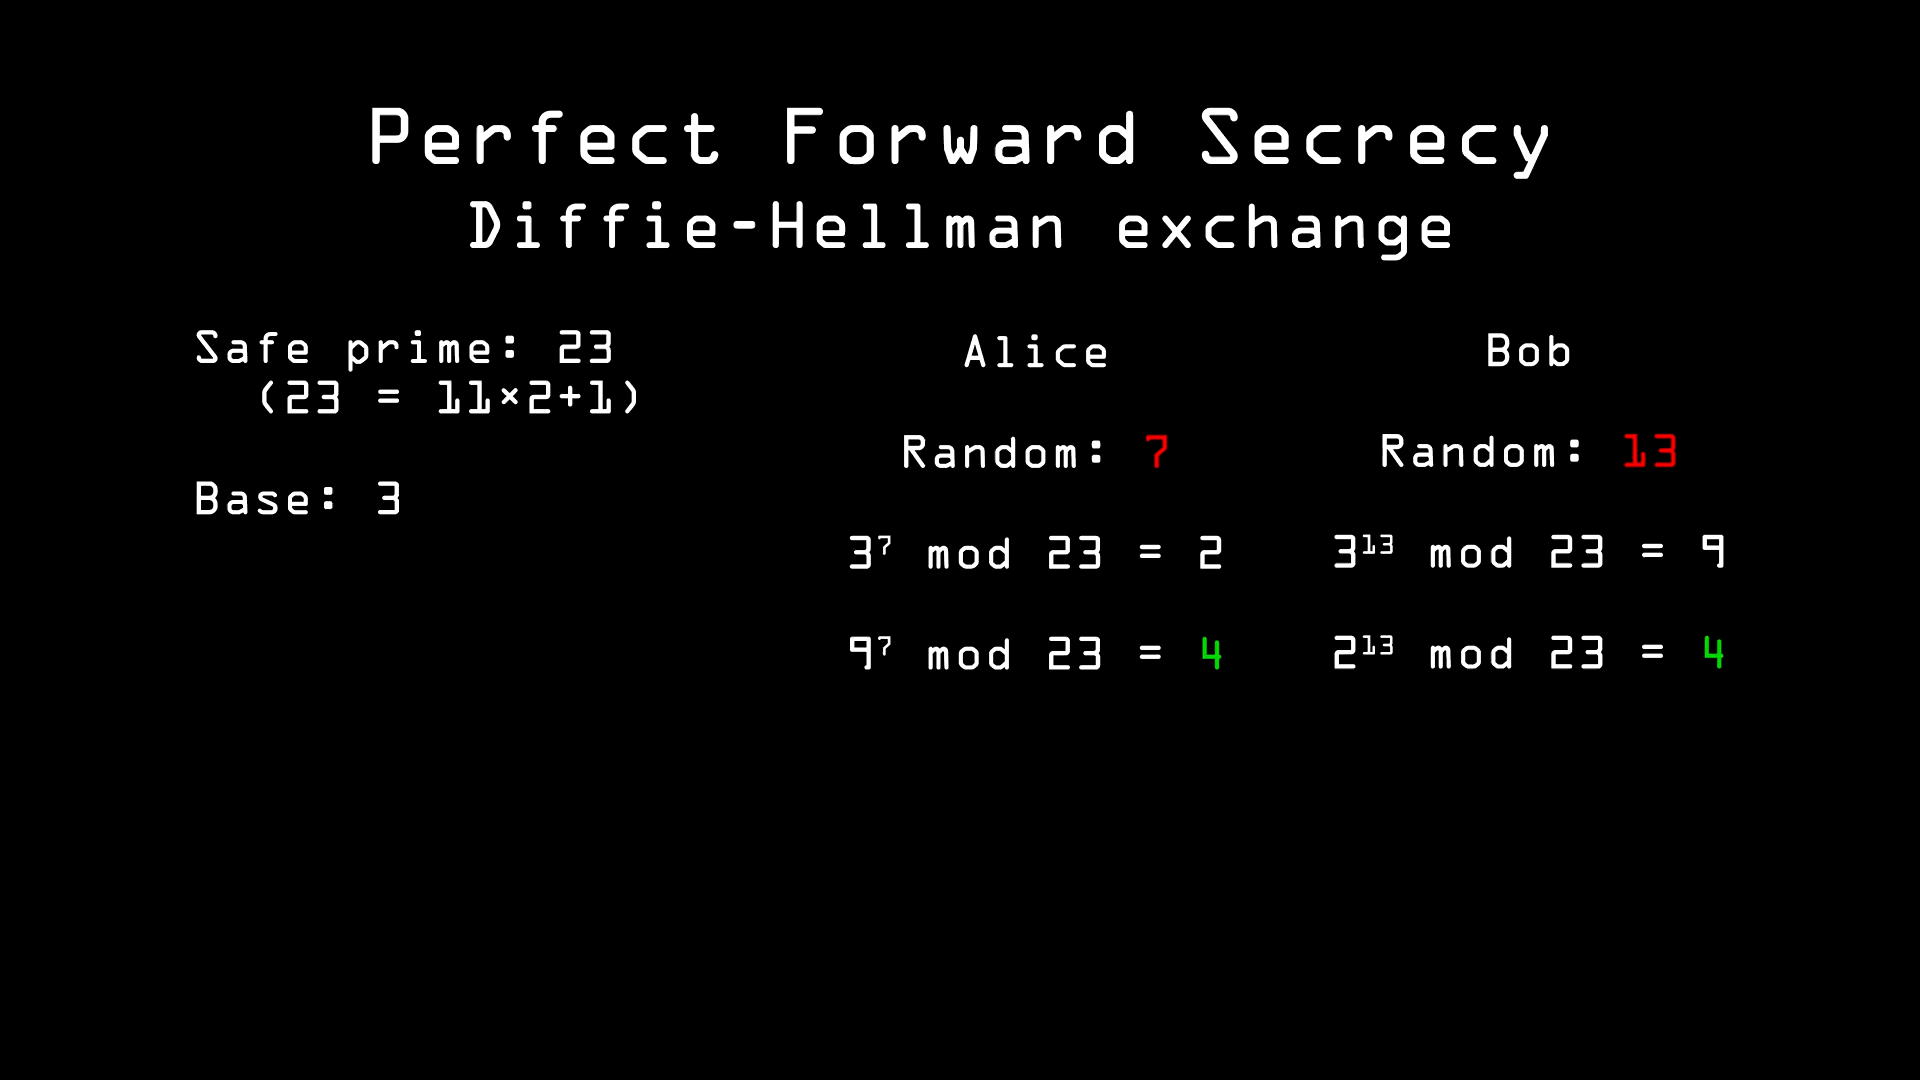 Perfect Forward Secrecy
Diffie-Hellman exchange
Safe prime: 23
(23 = 11×2+1)
Base: 3
Alice
Random: 7
3⁷ mod 23 = 2
9⁷ mod 23 = 4
Bob
Random: 13
3¹³ mod 23 = 9
2¹³ mod 23 = 4